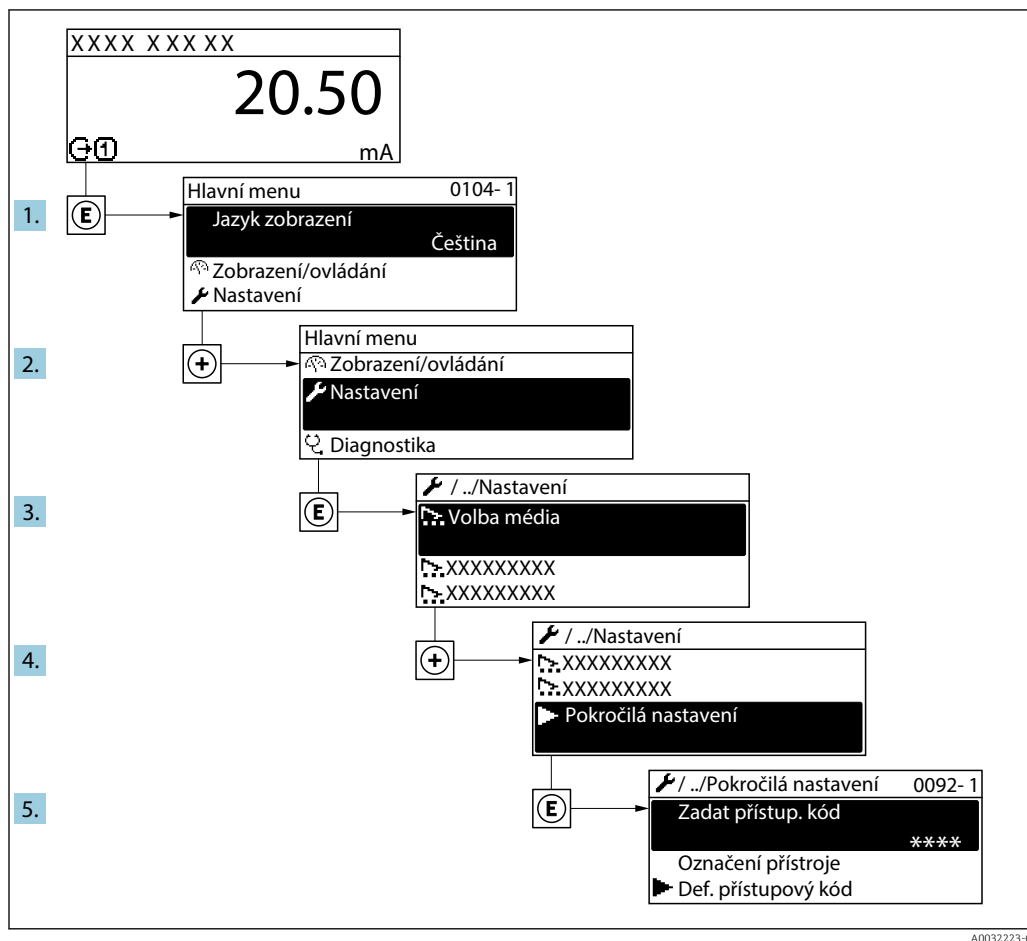 XXXX XXX XX
20.50
1 mA
1. E
Hlavní menu 0104-1
Jazyk zobrazení
Čeština
Zobrazení/ovládání
Nastavení
2. +
Hlavní menu
Zobrazení/ovládání
Nastavení
Diagnostika
3. E
/ ../Nastavení
Volba média
XXXXXXXXX
XXXXXXXXX
4. +
/ ../Nastavení
XXXXXXXXX
XXXXXXXXX
Pokročilá nastavení
5. E
/ ../Pokročilá nastavení 0092-1
Zadat přístup. kód
****
Označení přístroje
Def. přístupový kód